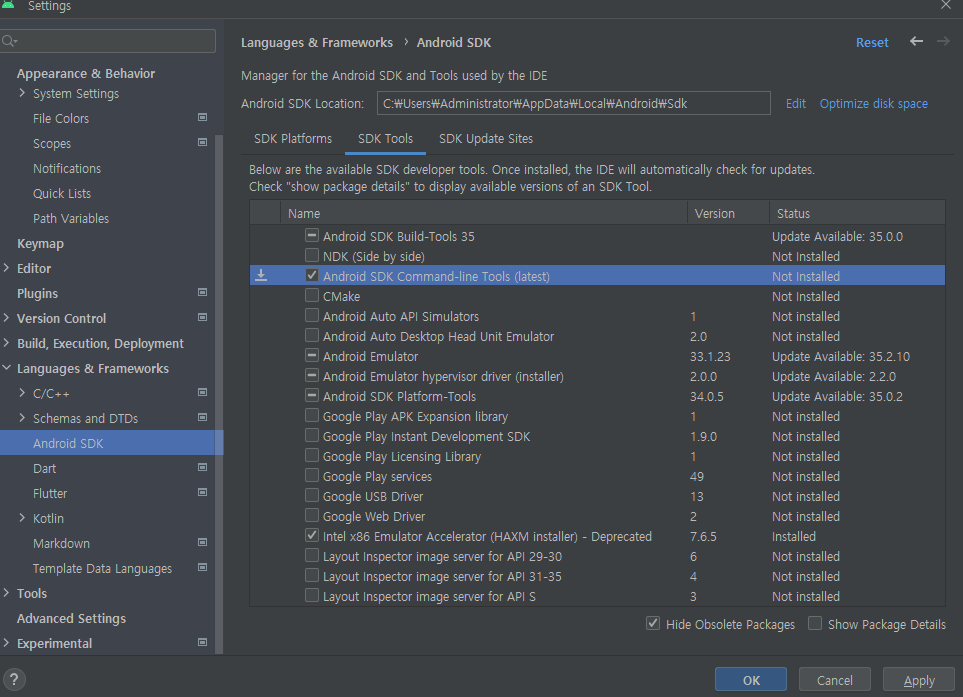 Settings
Languages & Frameworks › Android SDK
Reset
Appearance & Behavior
System Settings
File Colors
Scopes
Notifications
Quick Lists
Path Variables
Keymap
Editor
Plugins
Version Control
Build, Execution, Deployment
Languages & Frameworks
C/C++
Schemas and DTDs
Android SDK
Dart
Flutter
Kotlin
Markdown
Template Data Languages
Tools
Advanced Settings
Experimental
Manager for the Android SDK and Tools used by the IDE
Android SDK Location: C:₩Users₩Administrator₩AppData₩Local₩Android₩Sdk Edit Optimize disk space
SDK Platforms SDK Tools SDK Update Sites
Below are the available SDK developer tools. Once installed, the IDE will automatically check for updates.
Check "show package details" to display available versions of an SDK Tool.
Name Version Status
Android SDK Build-Tools 35 Update Available: 35.0.0
NDK (Side by side) Not Installed
Android SDK Command-line Tools (latest) Not Installed
CMake Not Installed
Android Auto API Simulators 1 Not installed
Android Auto Desktop Head Unit Emulator 2.0 Not installed
Android Emulator 33.1.23 Update Available: 35.2.10
Android Emulator hypervisor driver (installer) 2.0.0 Update Available: 2.2.0
Android SDK Platform-Tools 34.0.5 Update Available: 35.0.2
Google Play APK Expansion library 1 Not installed
Google Play Instant Development SDK 1.9.0 Not installed
Google Play Licensing Library 1 Not installed
Google Play services 49 Not installed
Google USB Driver 13 Not installed
Google Web Driver 2 Not installed
Intel x86 Emulator Accelerator (HAXM installer) - Deprecated 7.6.5 Installed
Layout Inspector image server for API 29-30 6 Not installed
Layout Inspector image server for API 31-35 4 Not installed
Layout Inspector image server for API S 3 Not installed
Hide Obsolete Packages Show Package Details
? OK Cancel Apply